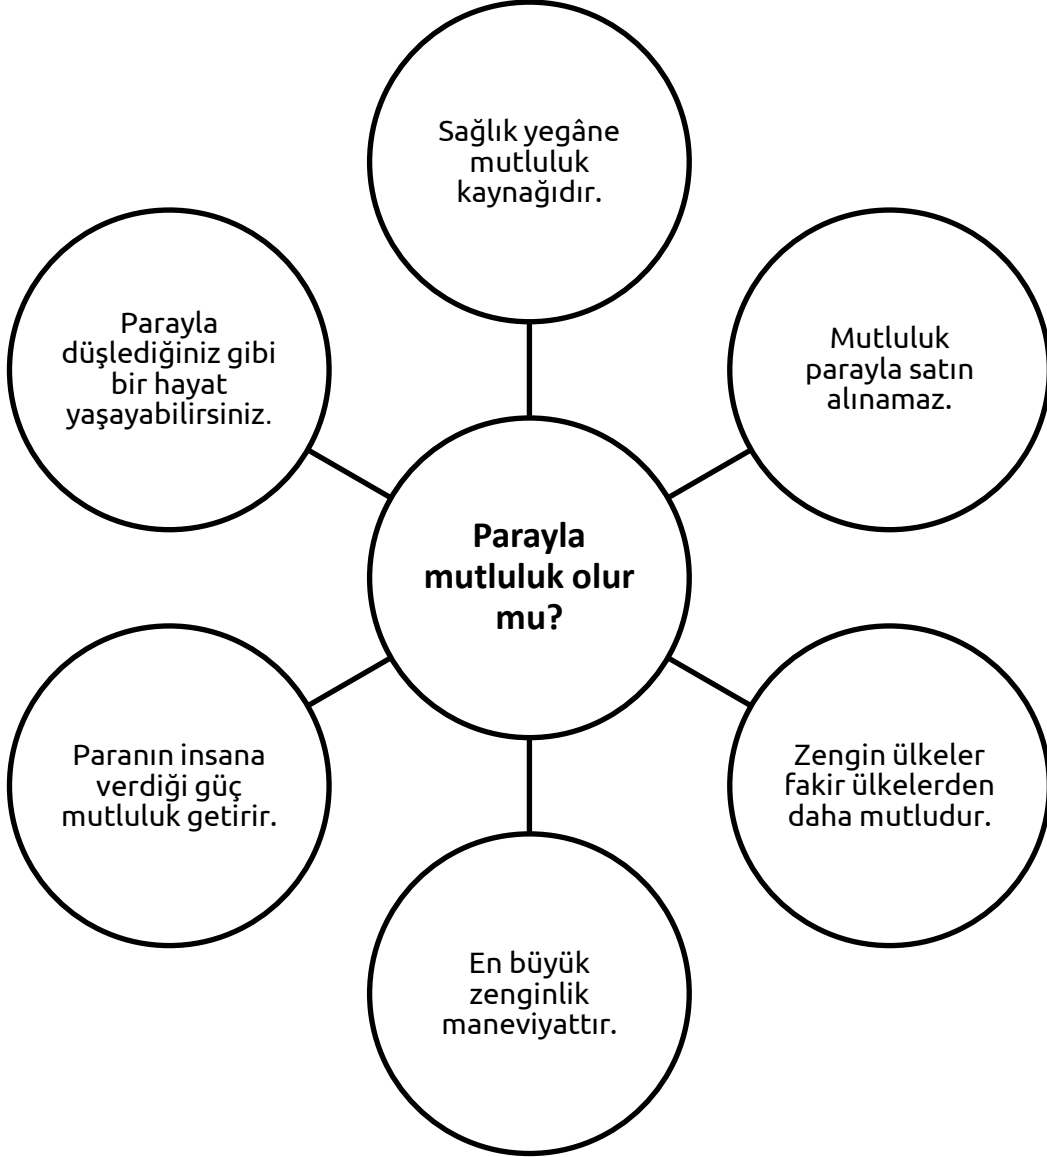 Sağlık yegâne
mutluluk
kaynağıdır.
Parayla
düşlediğiniz gibi
bir hayat
yaşayabilirsiniz.
Mutluluk
parayla satın
alınamaz.
Parayla
mutluluk olur
mu?
Paranın insana
verdiği güç
mutluluk getirir.
Zengin ülkeler
fakir ülkelerden
daha mutludur.
En büyük
zenginlik
maneviyattır.